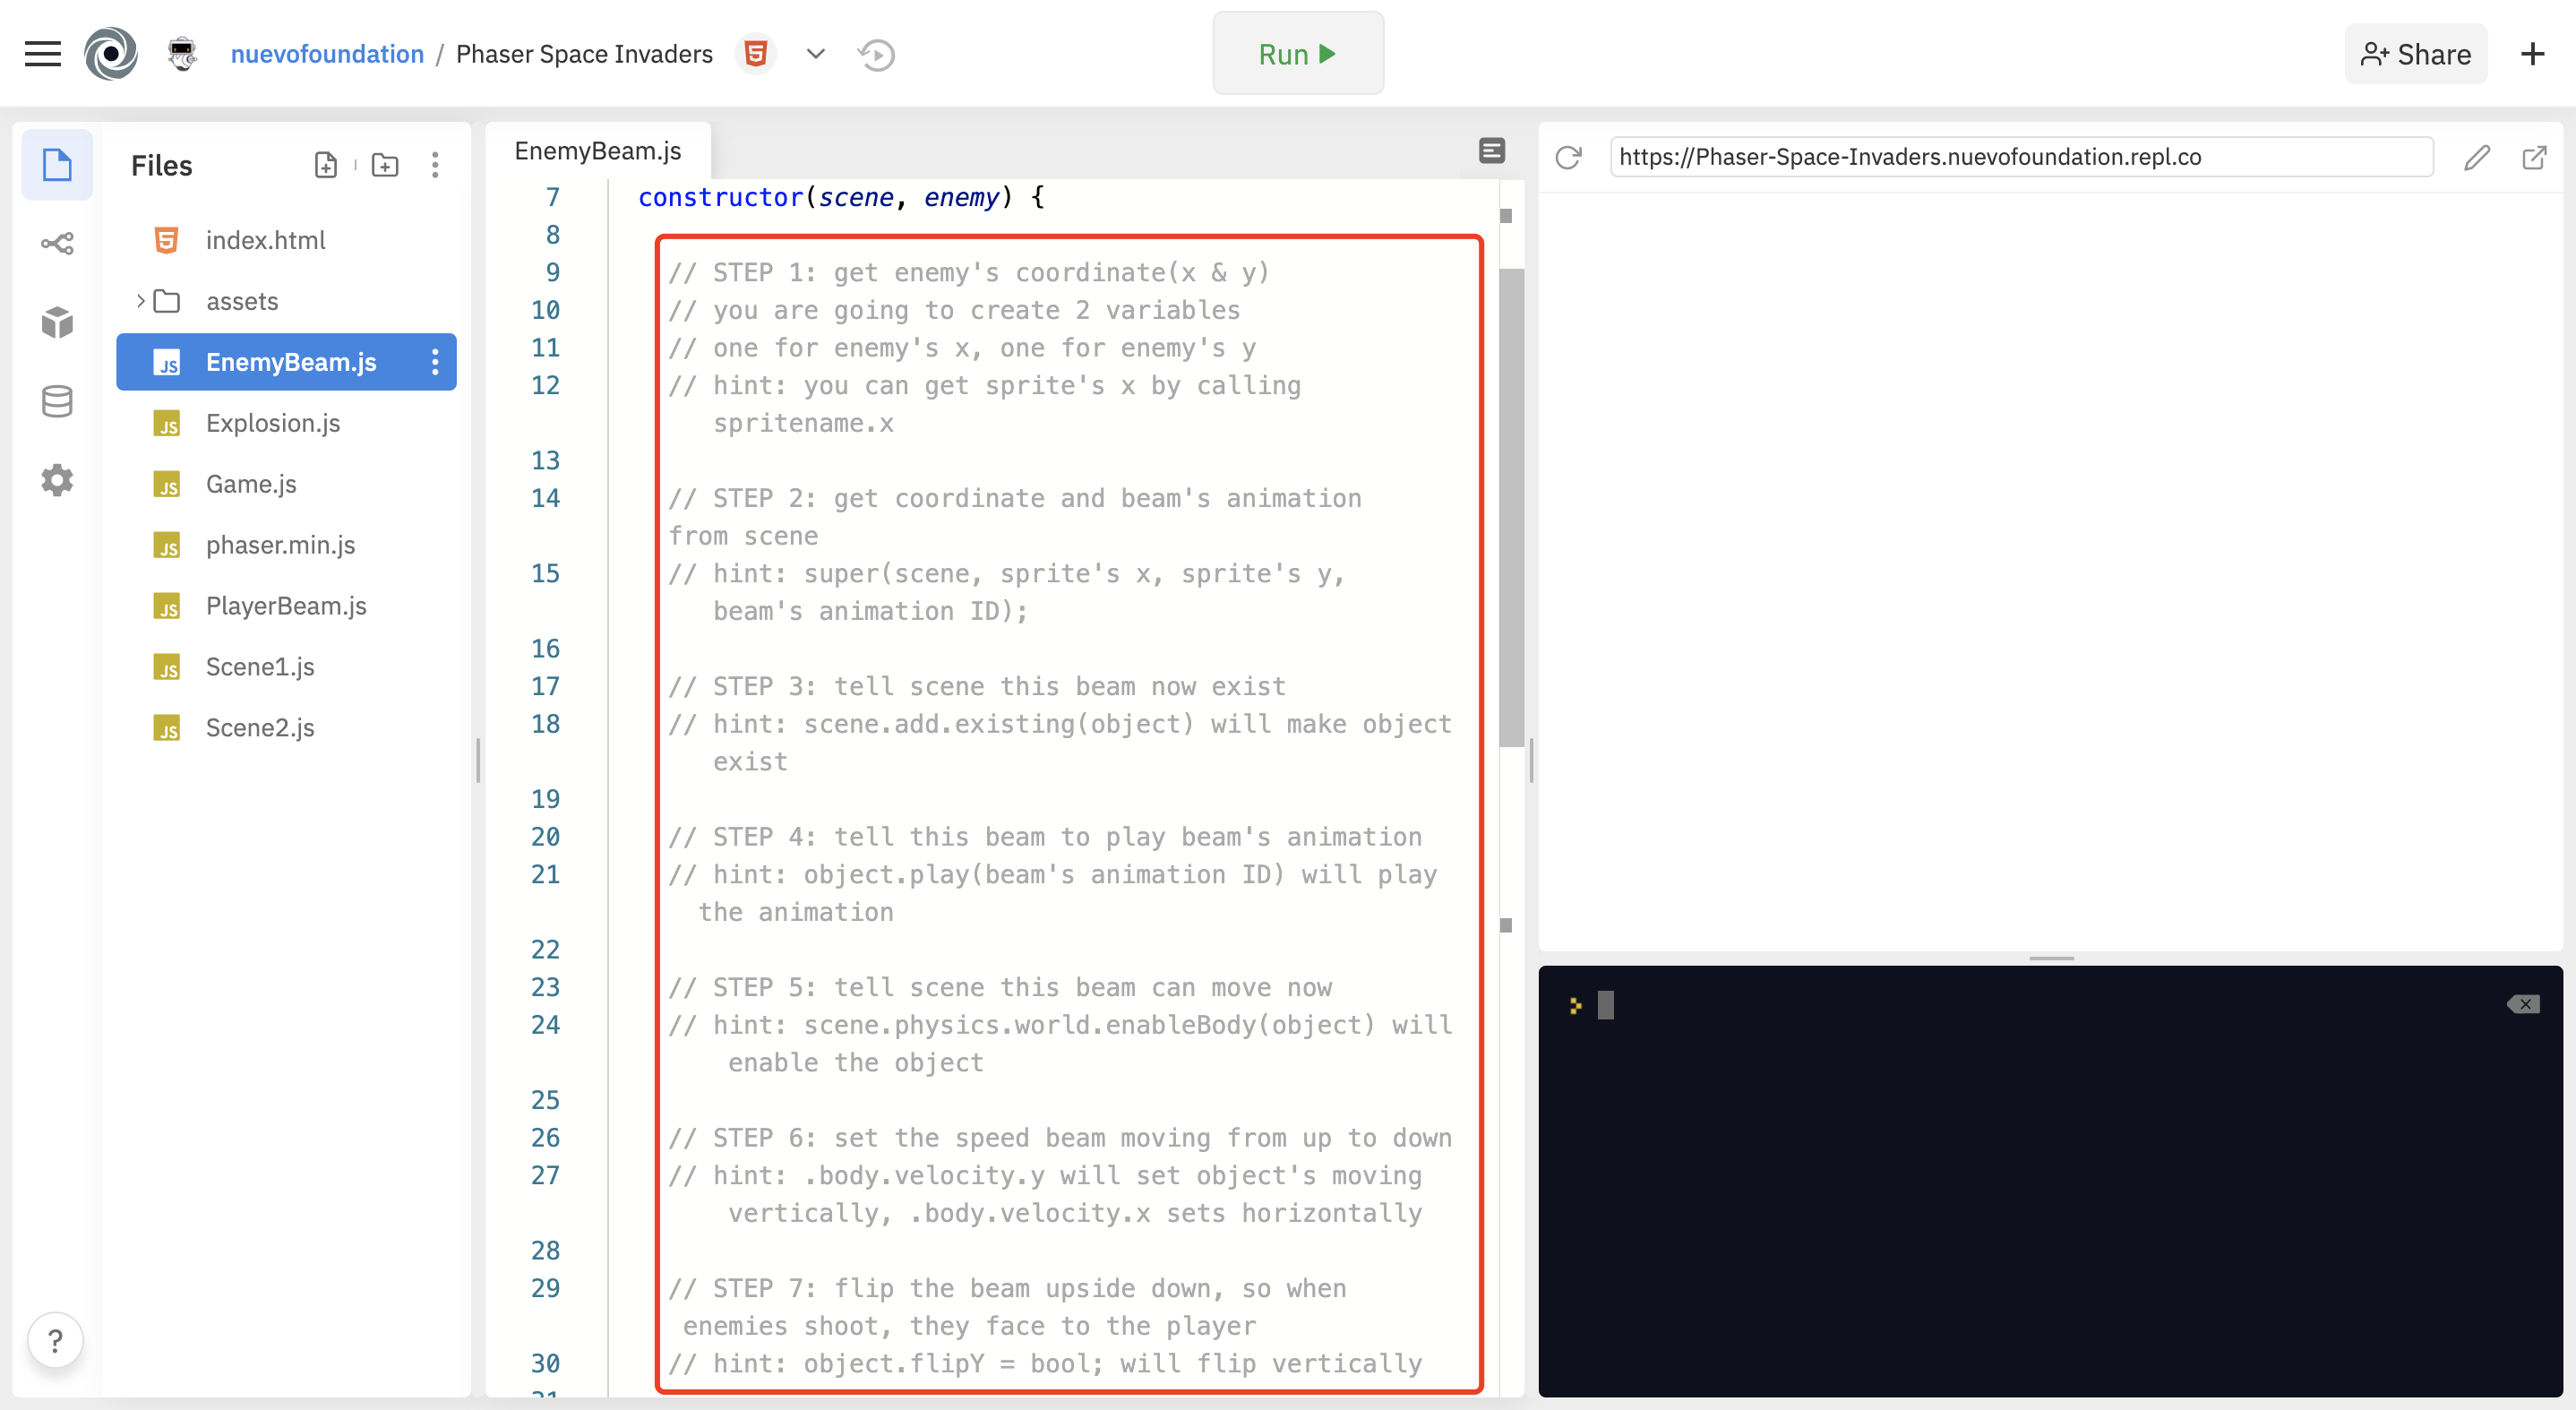 nuevofoundation / Phaser Space Invaders
Run
Share
Files
index.html
assets
EnemyBeam.js
JS
Explosion.js
JS
Game.js
JS
phaser.min.js
JS
PlayerBeam.js
JS
Scene1.js
JS
Scene2.js
JS
?
EnemyBeam.js
7 constructor(scene, enemy) {
8
9 // STEP 1: get enemy's coordinate(x & y)
10 // you are going to create 2 variables
11 // one for enemy's x, one for enemy's y
12 // hint: you can get sprite's x by calling
spritename.x
13
14 // STEP 2: get coordinate and beam's animation
from scene
15 // hint: super(scene, sprite's x, sprite's y,
beam's animation ID);
16
17 // STEP 3: tell scene this beam now exist
18 // hint: scene.add.existing(object) will make object
exist
19
20 // STEP 4: tell this beam to play beam's animation
21 // hint: object.play(beam's animation ID) will play
the animation
22
23 // STEP 5: tell scene this beam can move now
24 // hint: scene.physics.world.enableBody(object) will
enable the object
25
26 // STEP 6: set the speed beam moving from up to down
27 // hint: .body.velocity.y will set object's moving
vertically, .body.velocity.x sets horizontally
28
29 // STEP 7: flip the beam upside down, so when
enemies shoot, they face to the player
30 // hint: object.flipY = bool; will flip vertically
31
https://Phaser-Space-Invaders.nuevofoundation.repl.co